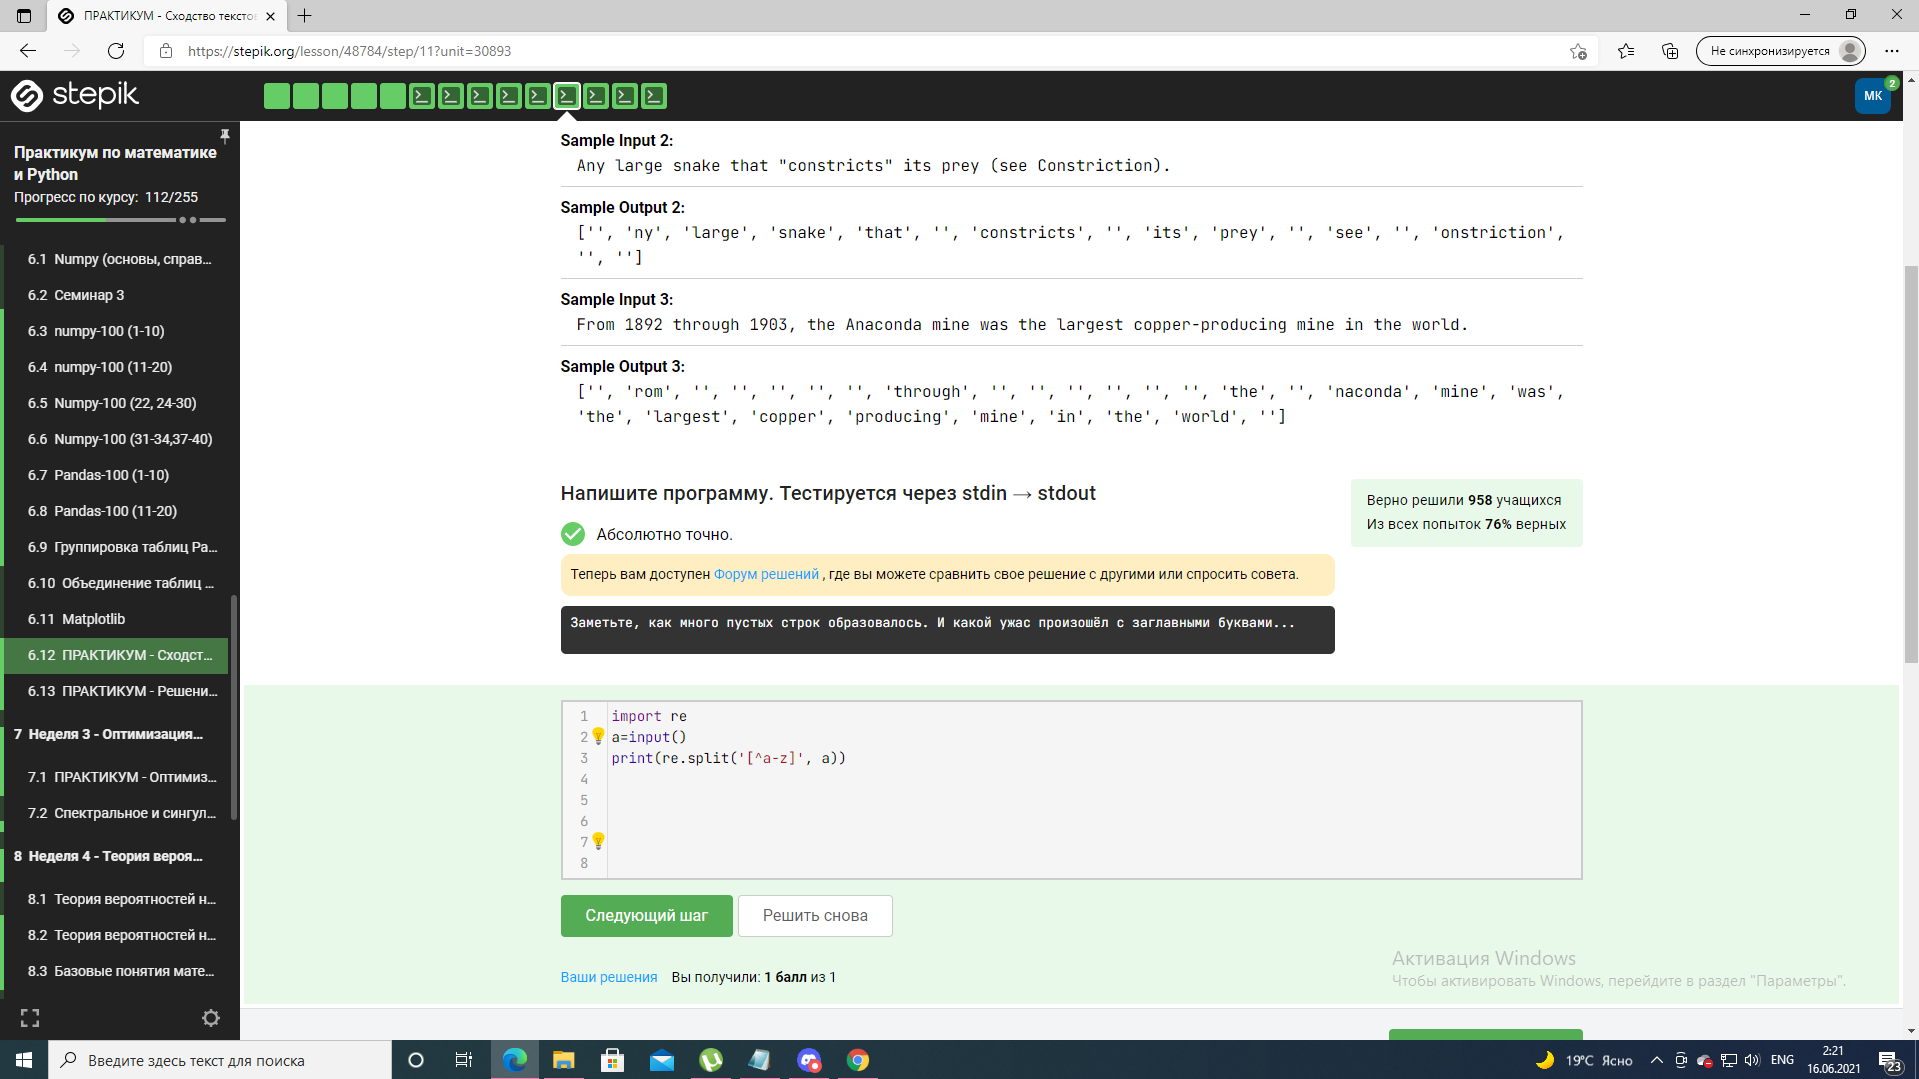 ПРАКТИКУМ - Сходство тексто
https://stepik.org/lesson/48784/step/11?unit=30893
Не синхронизируется
stepik
МК
2
Практикум по математике
и Python
Прогресс по курсу: 112/255
6.1 Numpy (основы, справ...
6.2 Семинар 3
6.3 numpy-100 (1-10)
6.4 numpy-100 (11-20)
6.5 Numpy-100 (22, 24-30)
6.6 Numpy-100 (31-34,37-40)
6.7 Pandas-100 (1-10)
6.8 Pandas-100 (11-20)
6.9 Группировка таблиц Pa...
6.10 Объединение таблиц ...
6.11 Matplotlib
6.12 ПРАКТИКУМ - Сходст...
6.13 ПРАКТИКУМ - Решени...
7 Неделя 3 - Оптимизация...
7.1 ПРАКТИКУМ - Оптимиз...
7.2 Спектральное и сингул...
8 Неделя 4 - Теория вероя...
8.1 Теория вероятностей н...
8.2 Теория вероятностей н...
8.3 Базовые понятия мате...
Sample Input 2:
Any large snake that "constricts" its prey (see Constriction).
Sample Output 2:
['', 'ny', 'large', 'snake', 'that', '', 'constricts', '', 'its', 'prey', '', 'see', '', 'onstriction',
'', '']
Sample Input 3:
From 1892 through 1903, the Anaconda mine was the largest copper-producing mine in the world.
Sample Output 3:
['', 'rom', '', '', '', '', '', 'through', '', '', '', '', '', '', 'the', '', 'naconda', 'mine', 'was',
'the', 'largest', 'copper', 'producing', 'mine', 'in', 'the', 'world', '']
Напишите программу. Тестируется через stdin → stdout
Верно решили 958 учащихся
Из всех попыток 76% верных
Абсолютно точно.
Теперь вам доступен Форум решений , где вы можете сравнить свое решение с другими или спросить совета.
Заметьте, как много пустых строк образовалось. И какой ужас произошёл с заглавными буквами...
1 import re
2 a=input()
3 print(re.split('[^a-z]', a))
4
5
6
7
8
Следующий шаг
Решить снова
Ваши решения Вы получили: 1 балл из 1
Активация Windows
Чтобы активировать Windows, перейдите в раздел "Параметры".
Введите здесь текст для поиска
19°C Ясно
ENG
2:21
16.06.2021
23